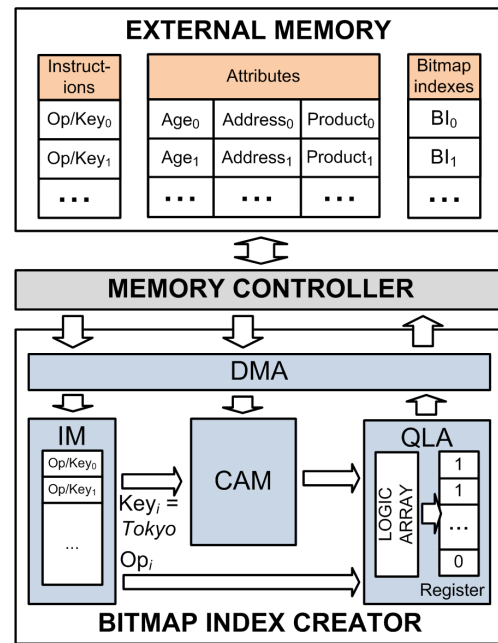 EXTERNAL MEMORY
Instruct-
ions
Op/Key₀
Op/Key₁
...
Attributes
Age₀ Address₀ Product₀
Age₁ Address₁ Product₁
... ... ...
Bitmap
indexes
BI₀
BI₁
...
MEMORY CONTROLLER
DMA
IM
Op/Key₀
Op/Key₁
...
Keyᵢ =
Tokyo
Opᵢ
CAM
QLA
LOGIC
ARRAY
1
1
...
0
Register
BITMAP INDEX CREATOR